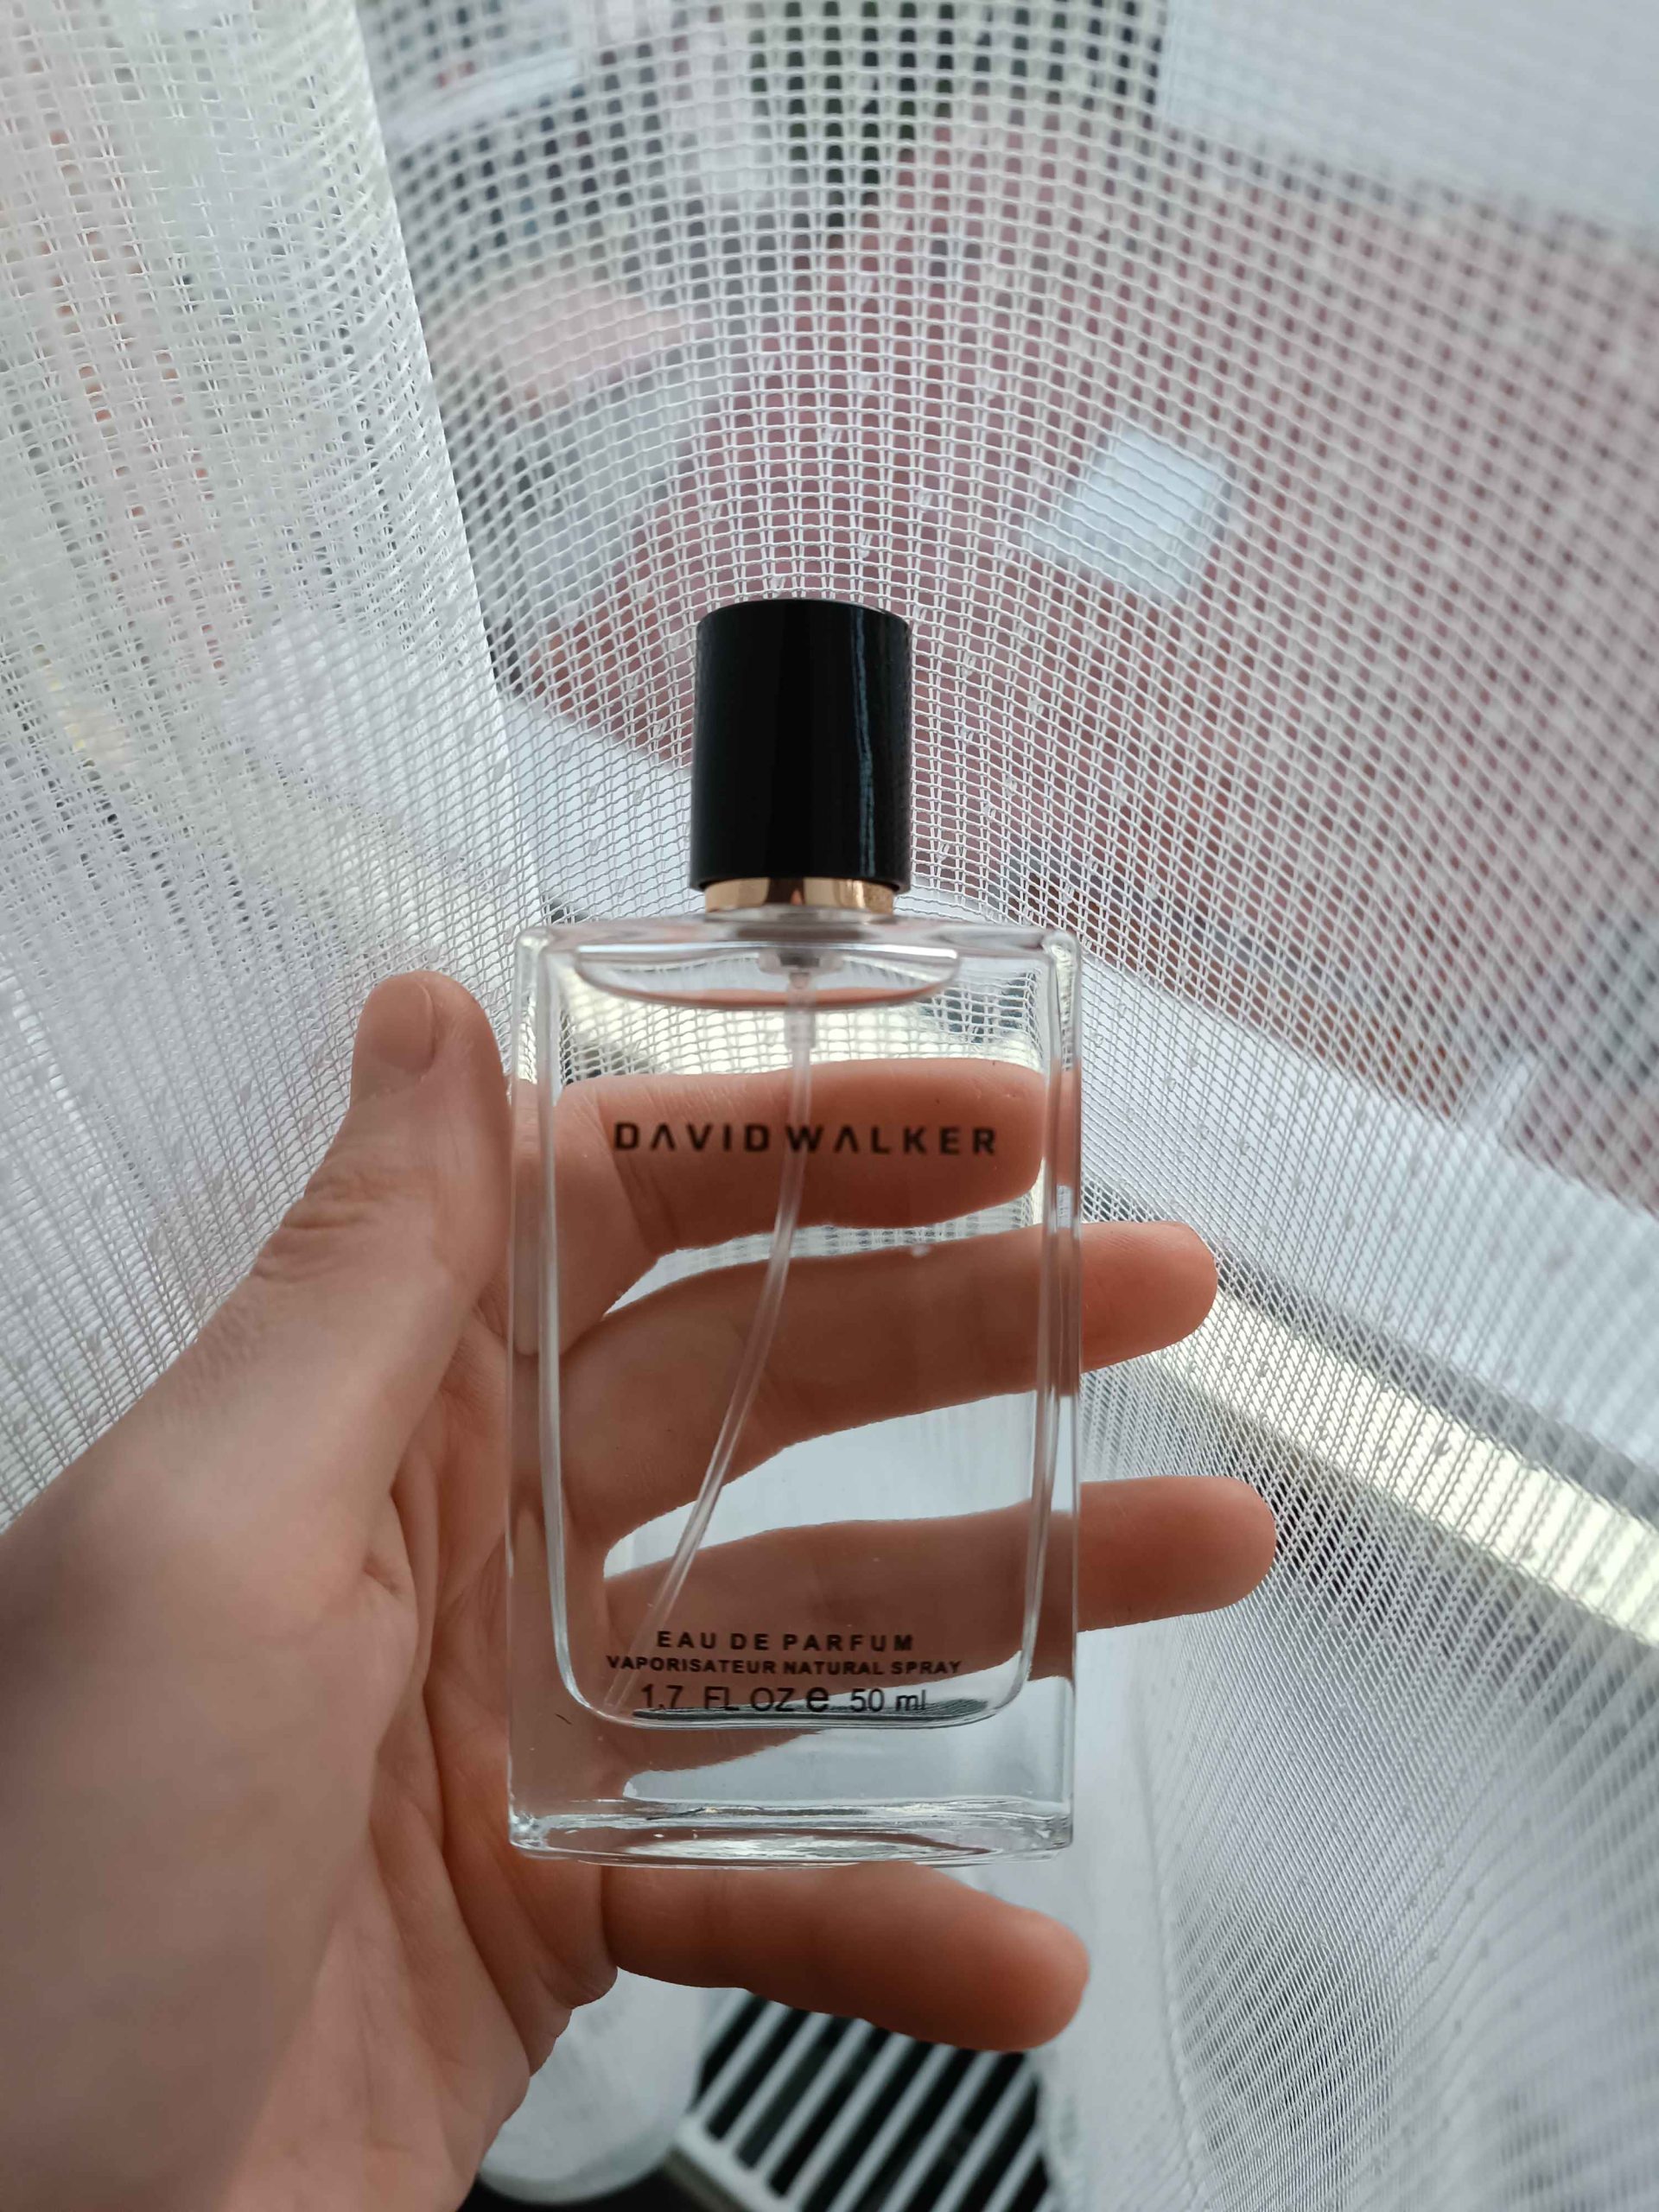 DAVIDWALKER
EAU DE PARFUM
VAPORISATEUR NATURAL SPRAY
1.7 FL OZ e 50 ml